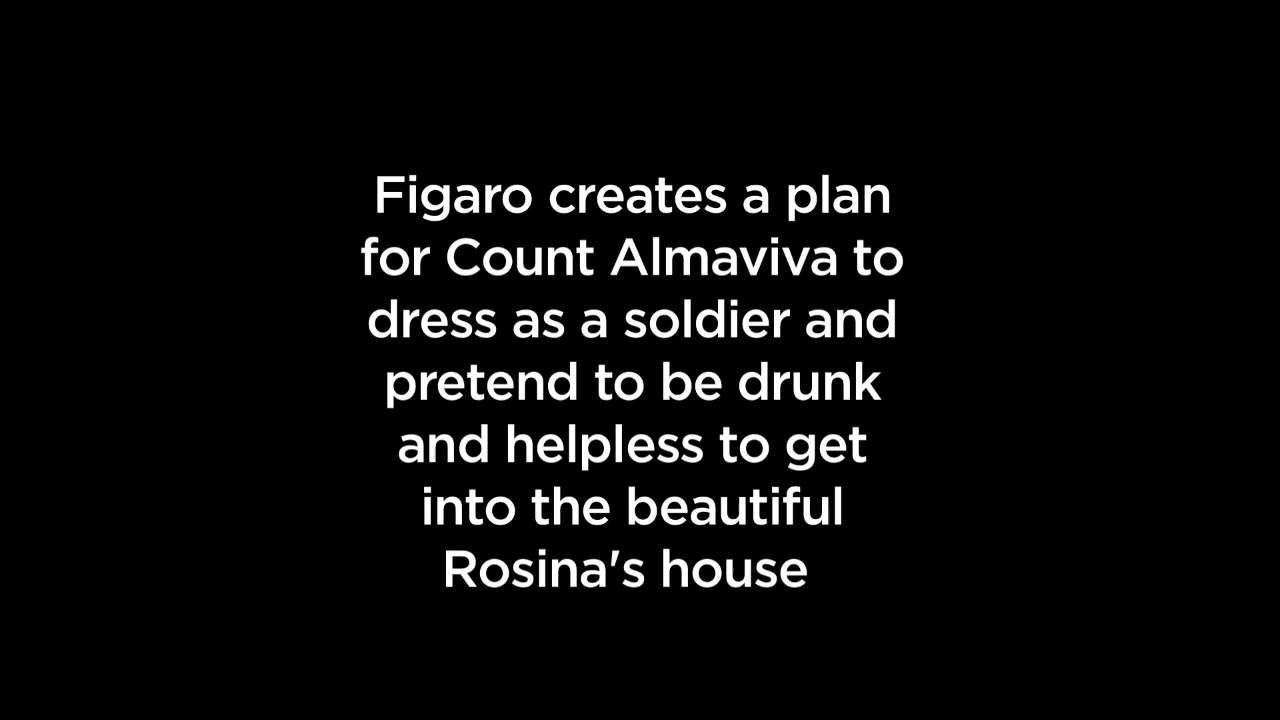 Figaro creates a plan
for Count Almaviva to
dress as a soldier and
pretend to be drunk
and helpless to get
into the beautiful
Rosina's house